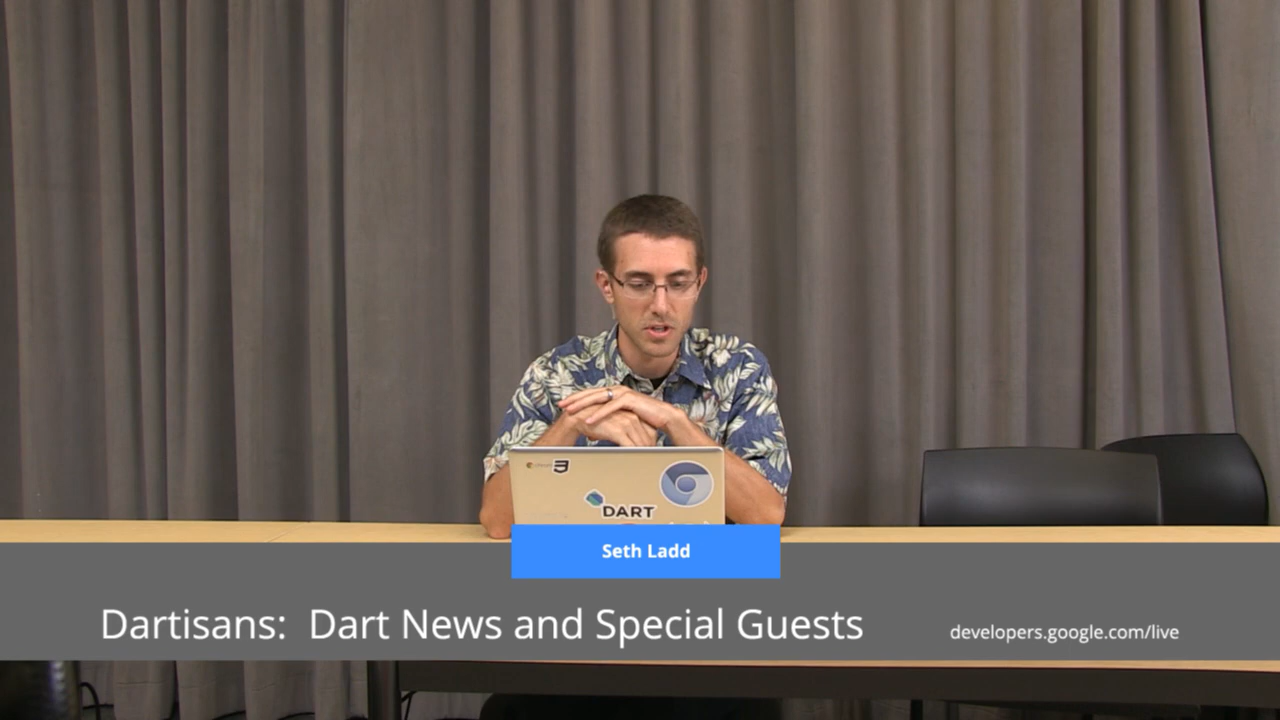 DART
Seth Ladd
Dartisans: Dart News and Special Guests
developers.google.com/live